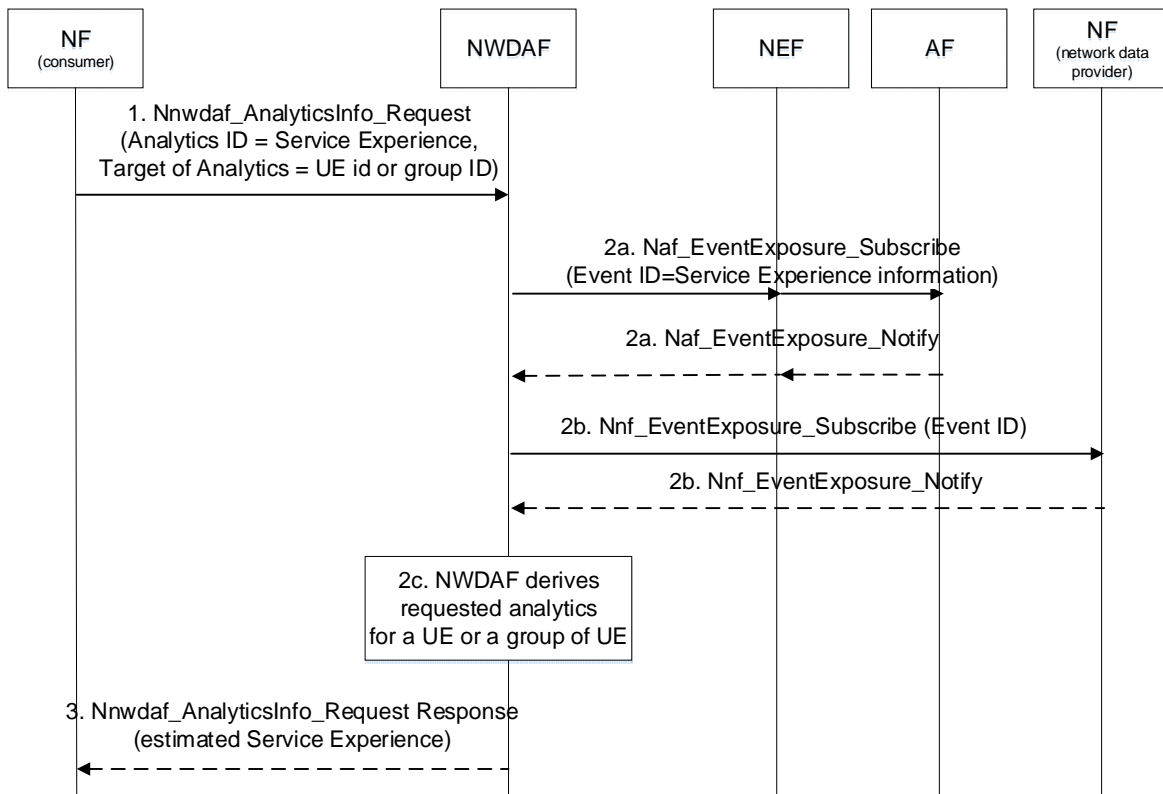 NF
(consumer)
NWDAF
NEF
AF
NF
(network data
provider)
1. Nnwdaf_AnalyticsInfo_Request
(Analytics ID = Service Experience,
Target of Analytics = UE id or group ID)
2a. Naf_EventExposure_Subscribe
(Event ID=Service Experience information)
2a. Naf_EventExposure_Notify
2b. Nnf_EventExposure_Subscribe (Event ID)
2b. Nnf_EventExposure_Notify
2c. NWDAF derives
requested analytics
for a UE or a group of UE
3. Nnwdaf_AnalyticsInfo_Request Response
(estimated Service Experience)